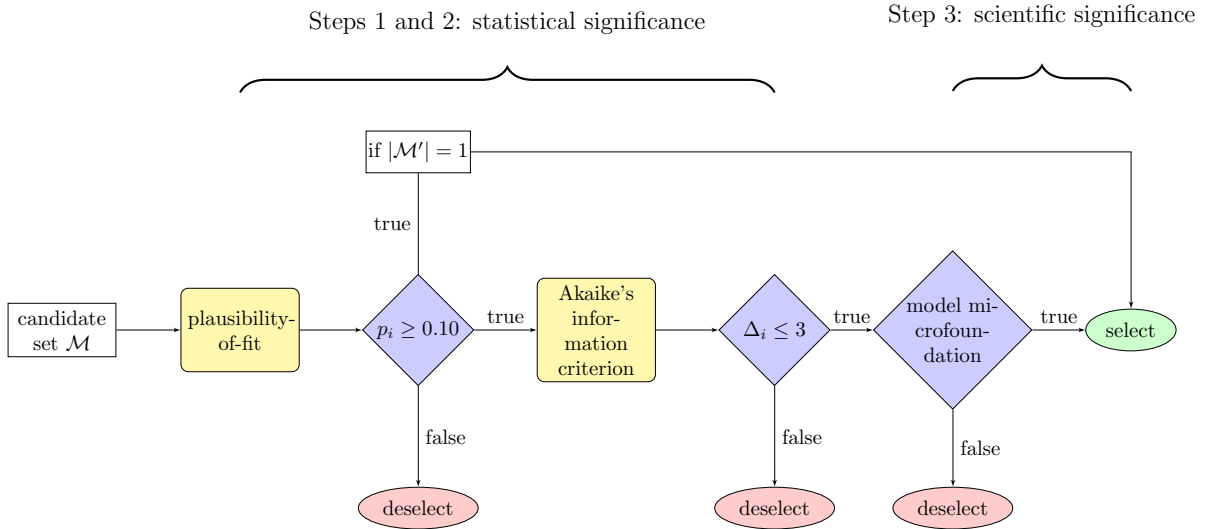 Steps 1 and 2: statistical significance
Step 3: scientific significance
if |ℳ′| = 1
true
candidate
set ℳ
plausibility-
of-fit
pᵢ ≥ 0.10
true
Akaike's
infor-
mation
criterion
Δᵢ ≤ 3
true
model mi-
crofoun-
dation
true
select
false
false
false
deselect
deselect
deselect